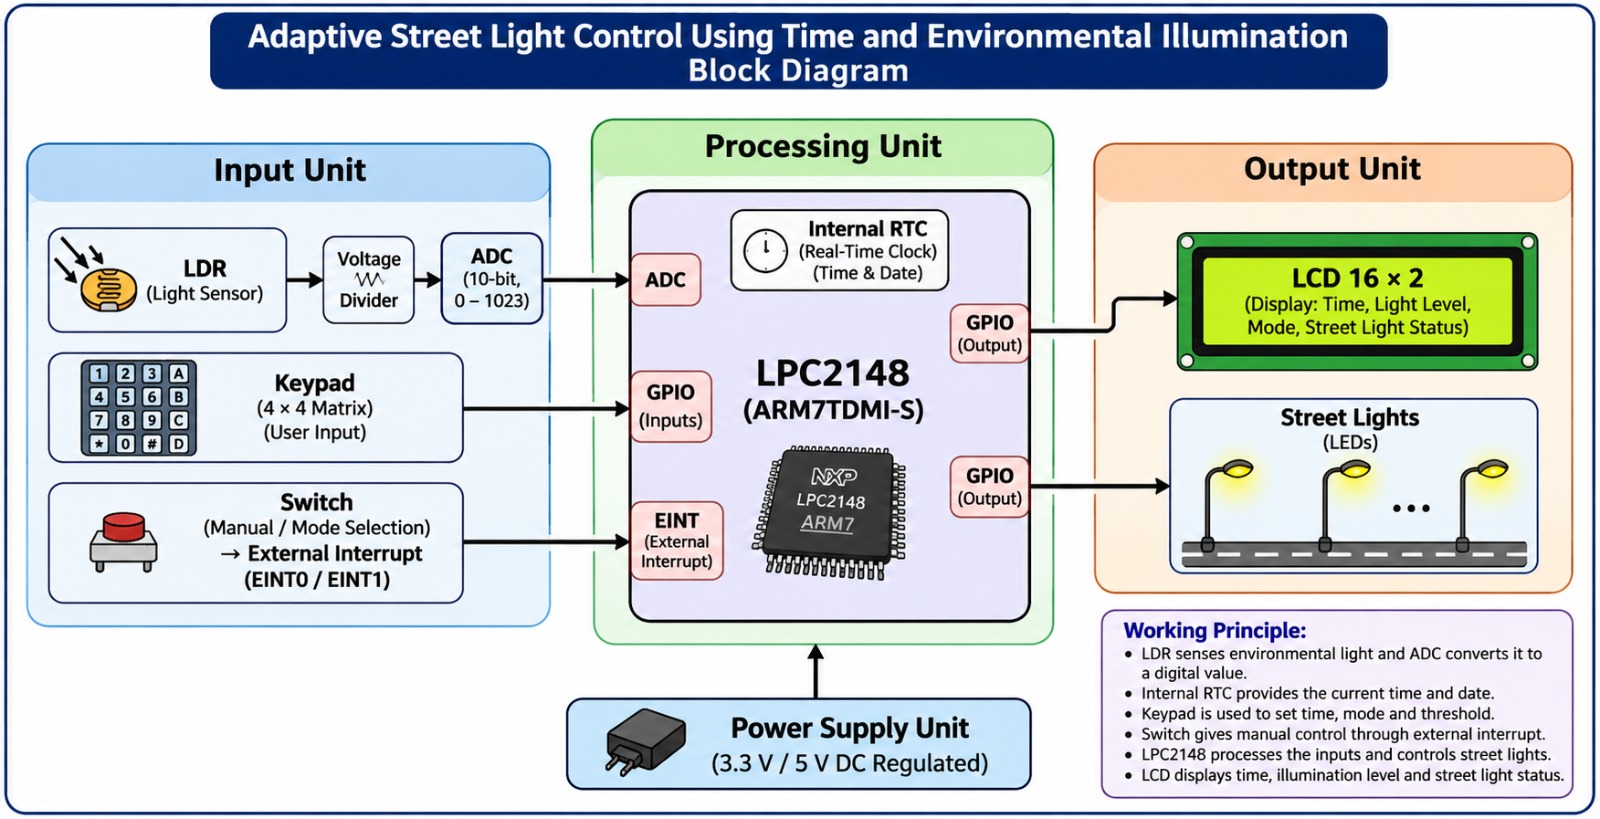 Adaptive Street Light Control Using Time and Environmental Illumination
Block Diagram
Input Unit
LDR
(Light Sensor)
Voltage
Divider
ADC
(10-bit,
0 – 1023)
1 2 3 A
4 5 6 B
7 8 9 C
* 0 # D
Keypad
(4 × 4 Matrix)
(User Input)
Switch
(Manual / Mode Selection)
→ External Interrupt
(EINT0 / EINT1)
Processing Unit
Internal RTC
(Real-Time Clock)
(Time & Date)
ADC
GPIO
(Inputs)
EINT
(External
Interrupt)
LPC2148
(ARM7TDMI-S)
NXP
LPC2148
ARM7
GPIO
(Output)
GPIO
(Output)
Output Unit
LCD 16 × 2
(Display: Time, Light Level,
Mode, Street Light Status)
Street Lights
(LEDs)
...
Power Supply Unit
(3.3 V / 5 V DC Regulated)
Working Principle:
• LDR senses environmental light and ADC converts it to
a digital value.
• Internal RTC provides the current time and date.
• Keypad is used to set time, mode and threshold.
• Switch gives manual control through external interrupt.
• LPC2148 processes the inputs and controls street lights.
• LCD displays time, illumination level and street light status.